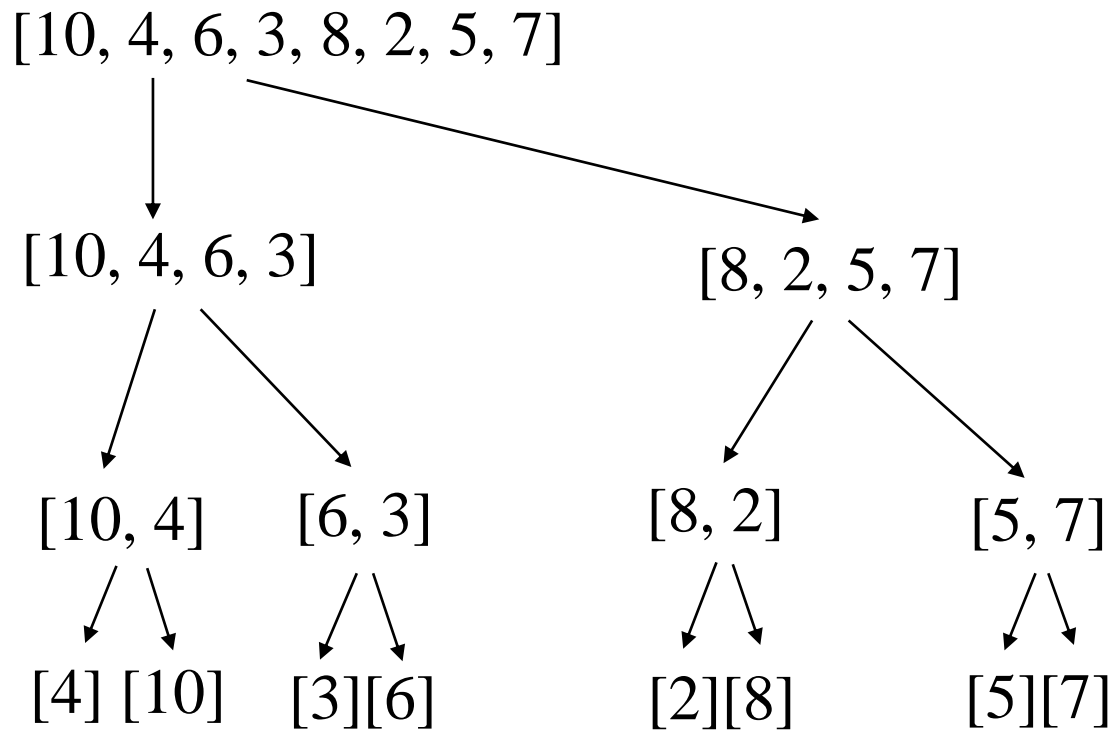 [10, 4, 6, 3, 8, 2, 5, 7]
[10, 4, 6, 3]
[8, 2, 5, 7]
[10, 4]
[6, 3]
[8, 2]
[5, 7]
[4] [10]
[3][6]
[2][8]
[5][7]